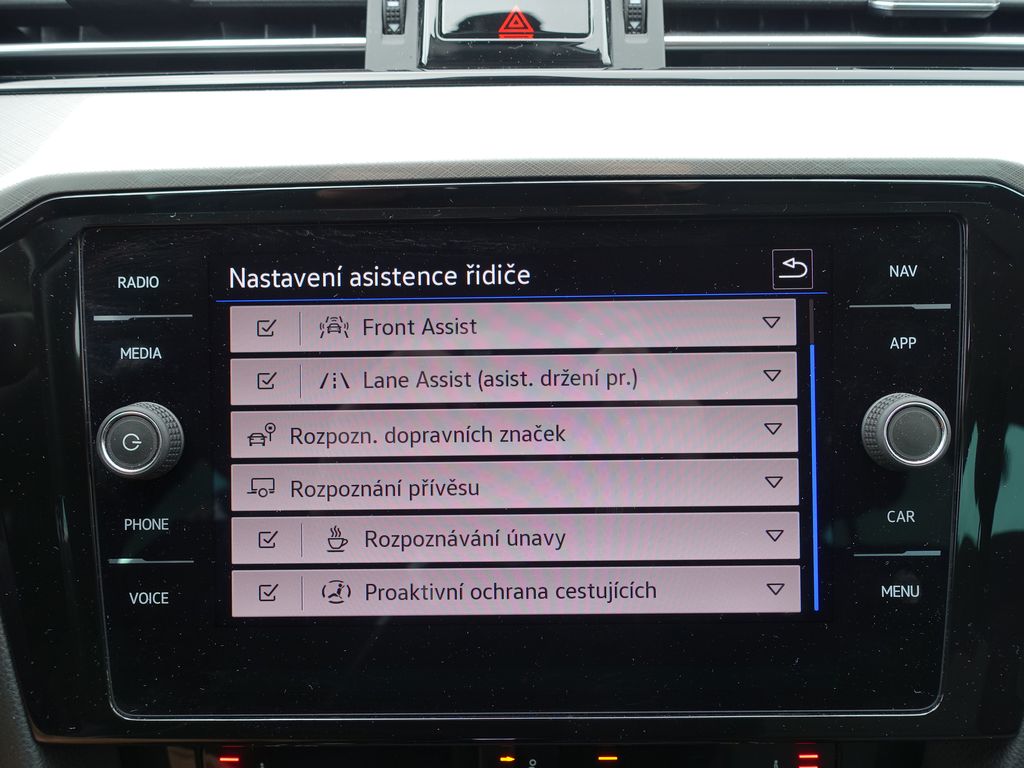 Nastavení asistence řidiče
RADIO
MEDIA
PHONE
VOICE
Front Assist
Lane Assist (asist. držení pr.)
Rozpozn. dopravních značek
Rozpoznání přívěsu
Rozpoznávání únavy
Proaktivní ochrana cestujících
NAV
APP
CAR
MENU